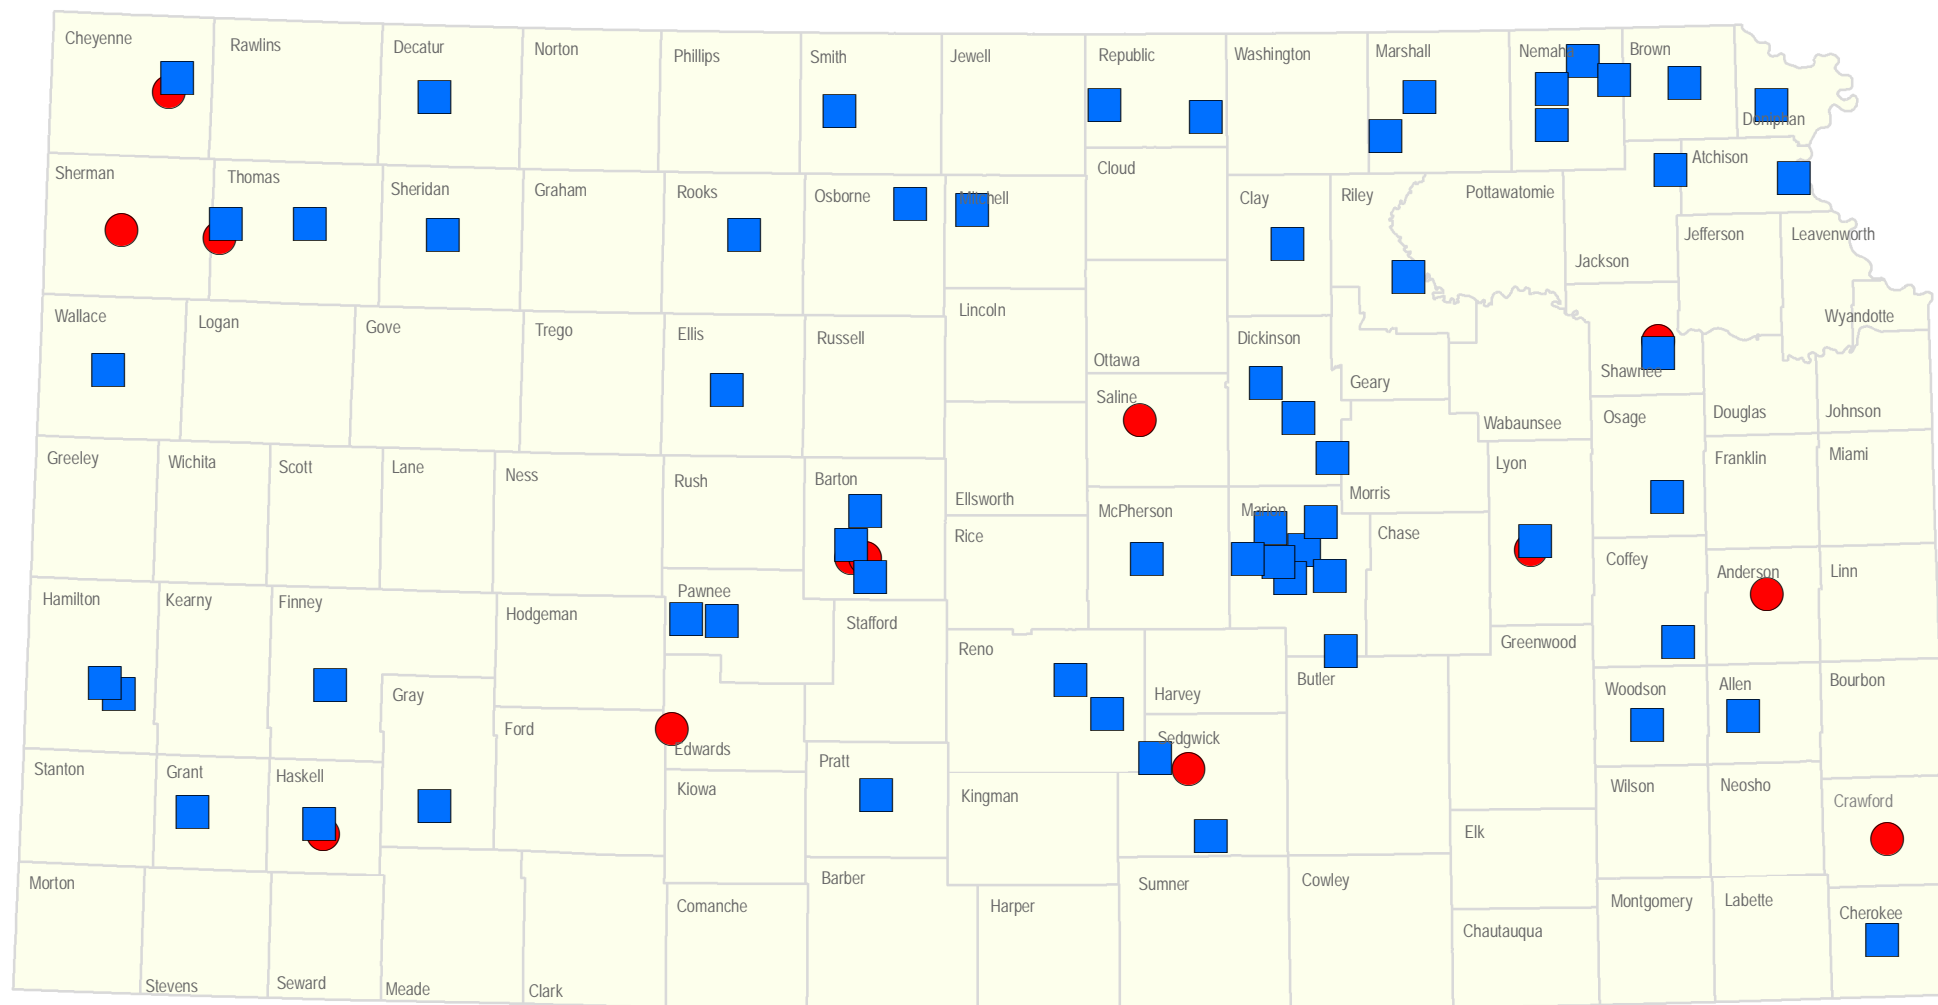 Cheyenne
Rawlins
Decatur
Norton
Phillips
Smith
Jewell
Republic
Washington
Marshall
Nemaha
Brown
Doniphan
Sherman
Thomas
Sheridan
Graham
Rooks
Osborne
Mitchell
Cloud
Clay
Riley
Pottawatomie
Atchison
Jackson
Jefferson
Leavenworth
Wyandotte
Wallace
Logan
Gove
Trego
Ellis
Russell
Lincoln
Ottawa
Dickinson
Geary
Wabaunsee
Shawnee
Douglas
Johnson
Saline
Osage
Greeley
Wichita
Scott
Lane
Ness
Rush
Barton
Ellsworth
Rice
McPherson
Marion
Morris
Chase
Lyon
Franklin
Miami
Coffey
Anderson
Linn
Hamilton
Kearny
Finney
Hodgeman
Pawnee
Stafford
Reno
Harvey
Butler
Greenwood
Woodson
Allen
Bourbon
Gray
Ford
Edwards
Sedgwick
Stanton
Grant
Haskell
Kiowa
Pratt
Kingman
Elk
Wilson
Neosho
Crawford
Morton
Stevens
Seward
Meade
Clark
Comanche
Barber
Harper
Sumner
Cowley
Chautauqua
Montgomery
Labette
Cherokee